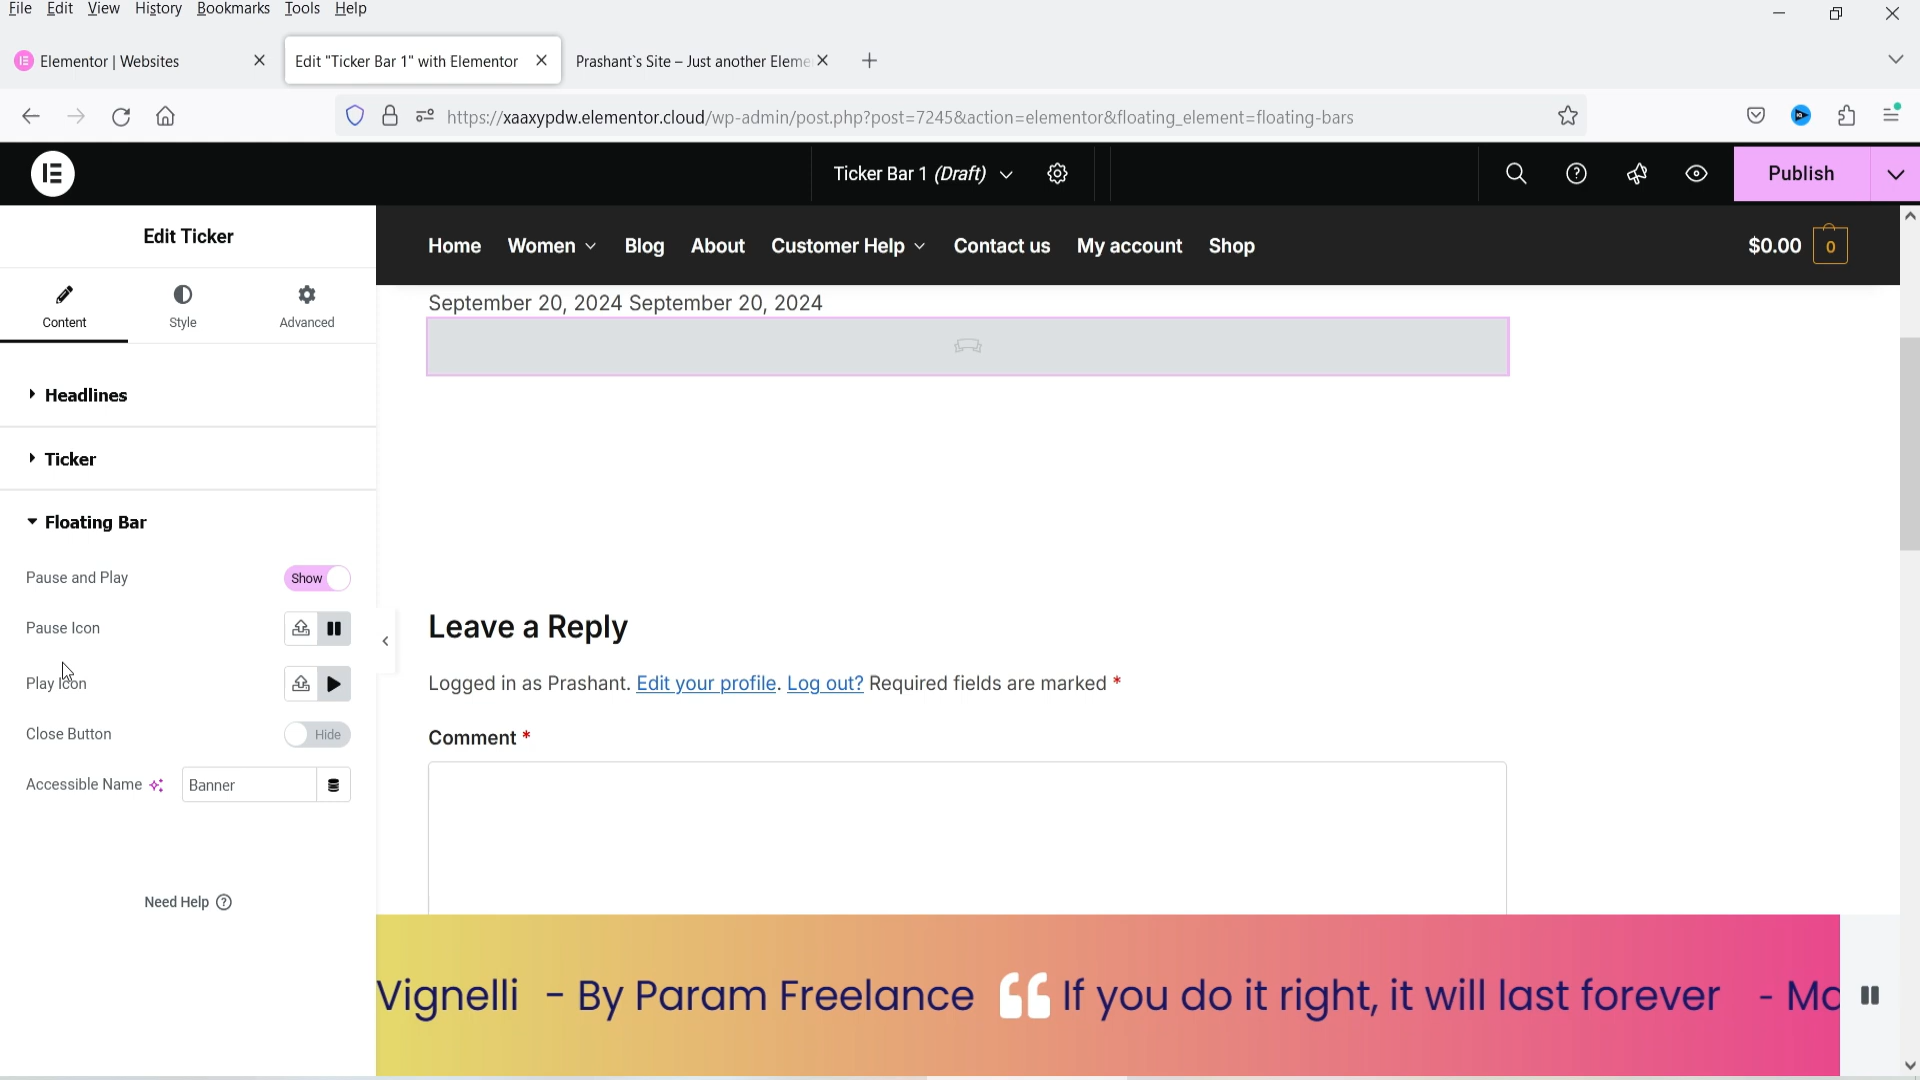 File Edit View History Bookmarks Tools Help
Elementor | Websites
Edit "Ticker Bar 1" with Elementor
Prashant`s Site – Just another Eleme
https://xaaxypdw.elementor.cloud/wp-admin/post.php?post=7245&action=elementor&floating_element=floating-bars
Ticker Bar 1 (Draft)
Publish
Edit Ticker
Home Women Blog About Customer Help Contact us My account Shop
$0.00 0
Content Style Advanced
September 20, 2024 September 20, 2024
Headlines
Ticker
Floating Bar
Pause and Play Show
Pause Icon
Play Icon
Close Button Hide
Accessible Name Banner
Need Help
Leave a Reply
Logged in as Prashant. Edit your profile. Log out? Required fields are marked *
Comment *
Vignelli - By Param Freelance “ If you do it right, it will last forever - Ma